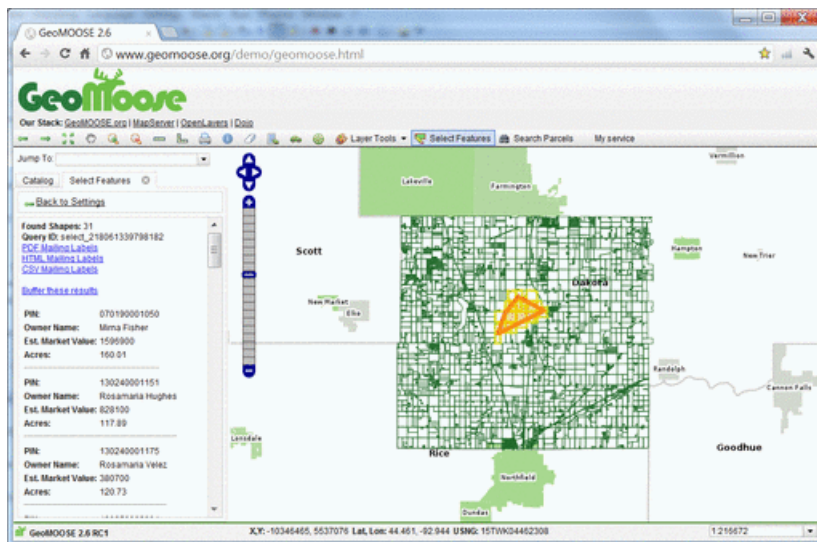 GeoMOOSE 2.6
www.geomoose.org/demo/geomoose.html
GeoMoose
Our Stack: GeoMOOSE.org | MapServer | OpenLayers | Dojo
Layer Tools Select Features Search Parcels My service
Jump To:
Catalog Select Features
Back to Settings
Found Shapes: 31
Query ID: select_218061339798182
PDF Mailing Labels
HTML Mailing Labels
CSV Mailing Labels
Buffer these results
PIN: 070190001050
Owner Name: Mirna Fisher
Est. Market Value: 1596900
Acres: 160.01
PIN: 130240001151
Owner Name: Rosamaria Hughes
Est. Market Value: 828100
Acres: 117.89
PIN: 130240001175
Owner Name: Rosamaria Velez
Est. Market Value: 380700
Acres: 120.73
Vermillion
Lakeville
Farmington
Scott
Hampton
New Trier
Dakota
New Market
Elko
Randolph
Cannon Falls
Lonsdale
Rice
Goodhue
Northfield
Dundas
GeoMOOSE 2.6 RC1
X,Y: -10346465, 5537076 Lat, Lon: 44.461, -92.944 USNG: 15TWK04462308
1:216672